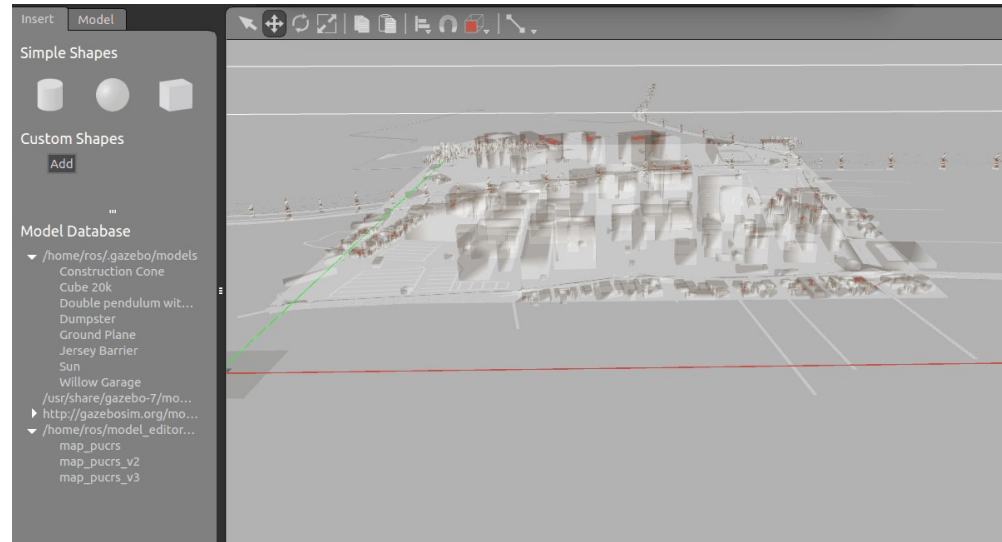 Insert Model
Simple Shapes
Custom Shapes
Add
Model Database
/home/ros/.gazebo/models
Construction Cone
Cube 20k
Double pendulum wit...
Dumpster
Ground Plane
Jersey Barrier
Sun
Willow Garage
/usr/share/gazebo-7/mo...
http://gazebosim.org/mo...
/home/ros/model_editor...
map_pucrs
map_pucrs_v2
map_pucrs_v3